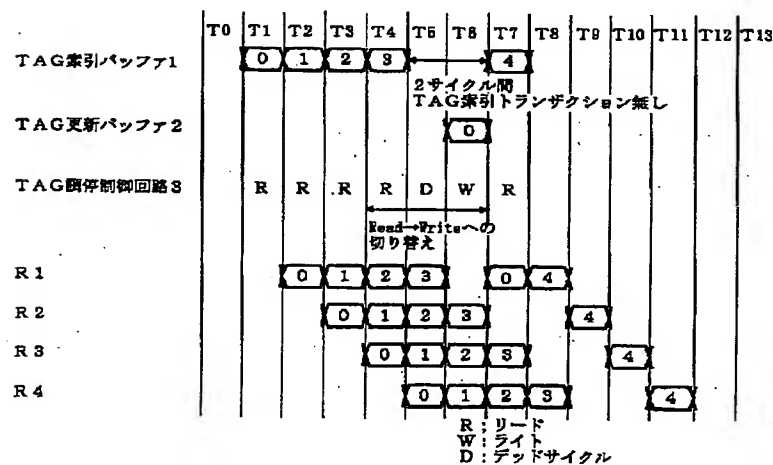 T0 T1 T2 T3 T4 T5 T6 T7 T8 T9 T10 T11 T12 T13
TAG索引バッファ1 0 1 2 3 4
2サイクル間
TAG索引トランザクション無し
TAG更新バッファ2 0
TAG調停制御回路3 R R R R D W R
Read→Writeへの
切り替え
R1 0 1 2 3 0 4
R2 0 1 2 3 4
R3 0 1 2 3 4
R4 0 1 2 3 4
R:リード
W:ライト
D:デッドサイクル